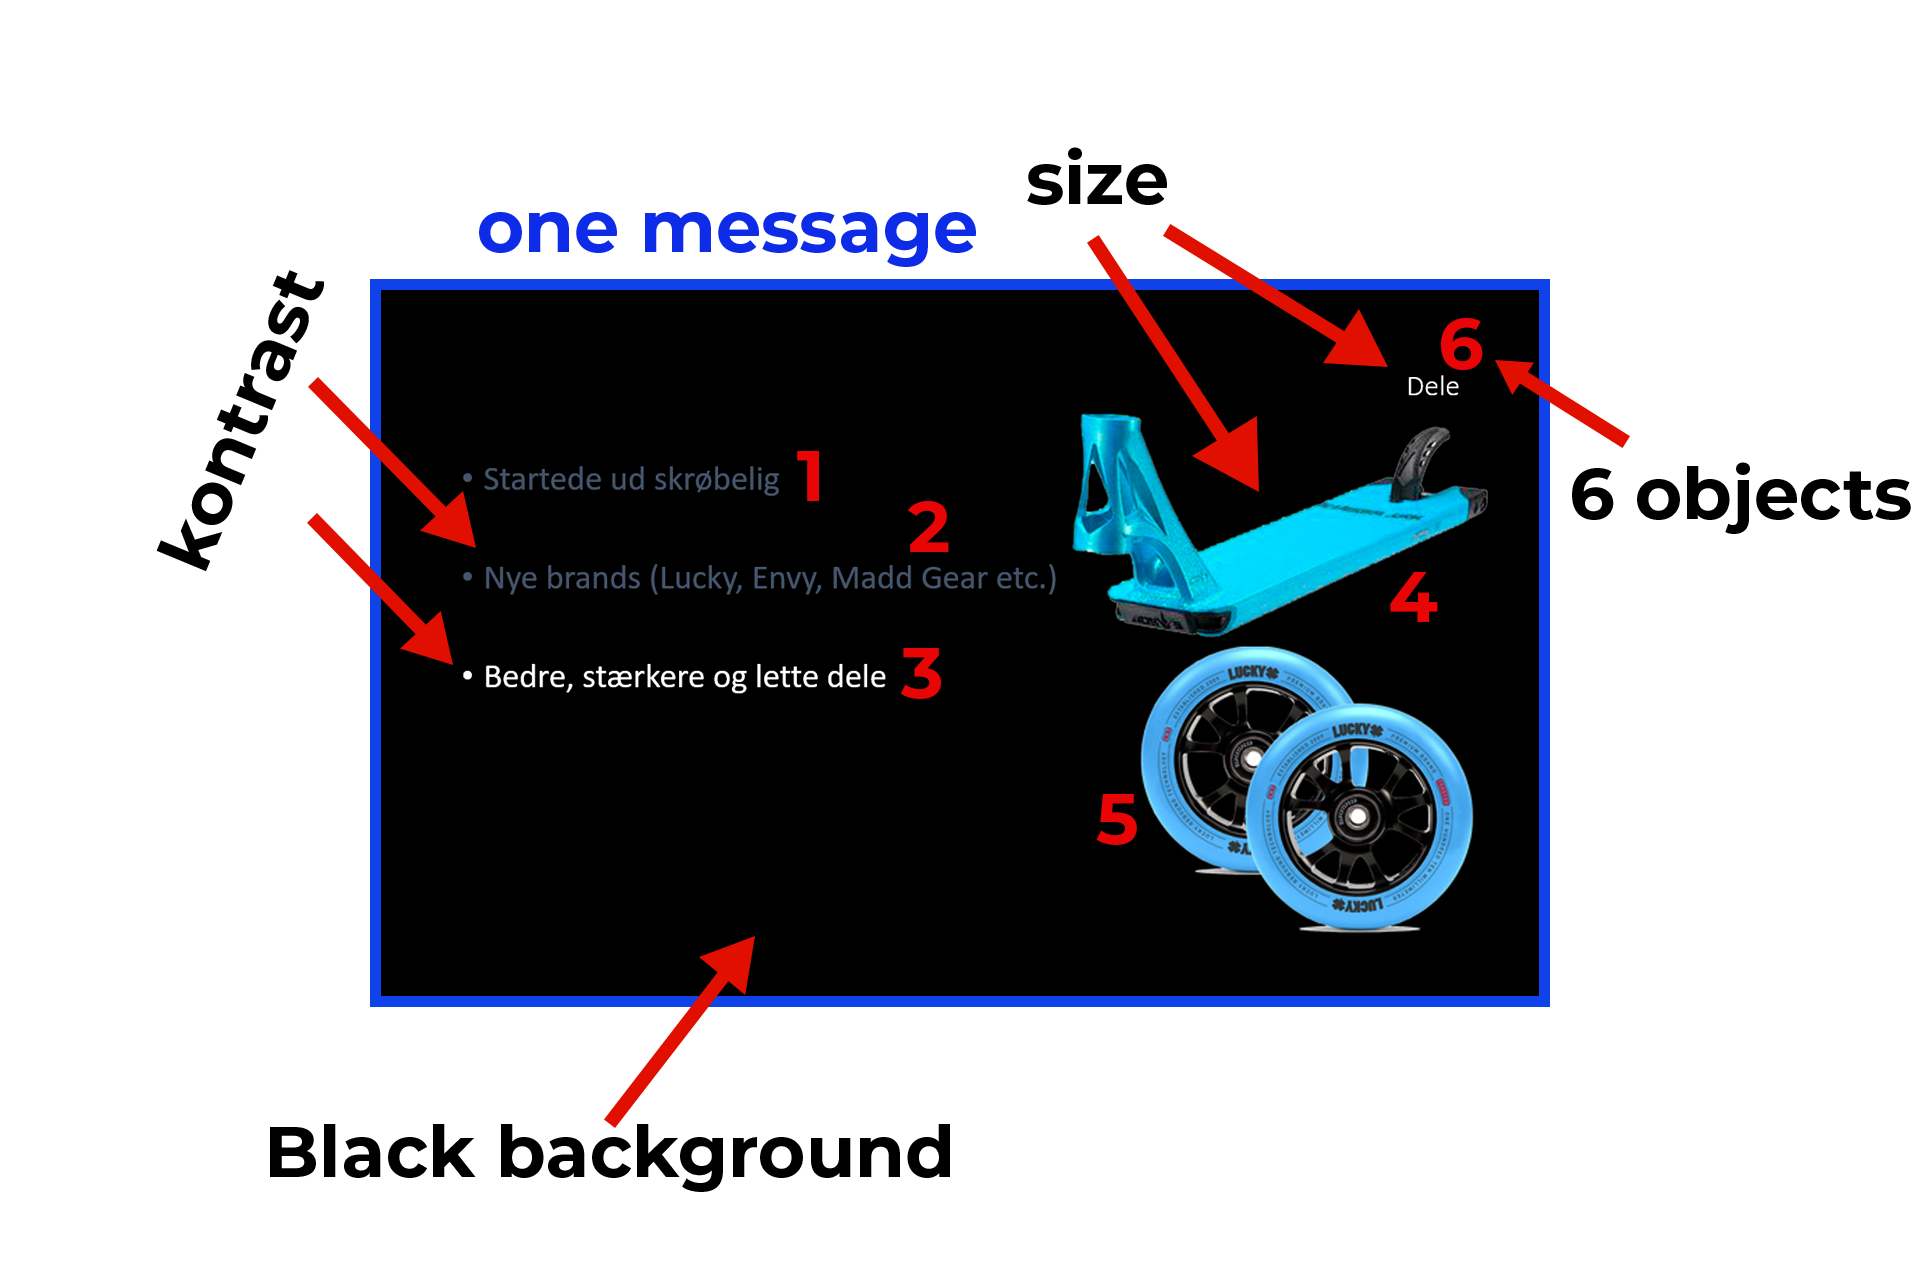 size
one message
kontrast
6
Dele
6 objects
• Startede ud skrøbelig 1
2
• Nye brands (Lucky, Envy, Madd Gear etc.)
4
• Bedre, stærkere og lette dele 3
LUCKY
LUCKY
5
LUCKY
Black background